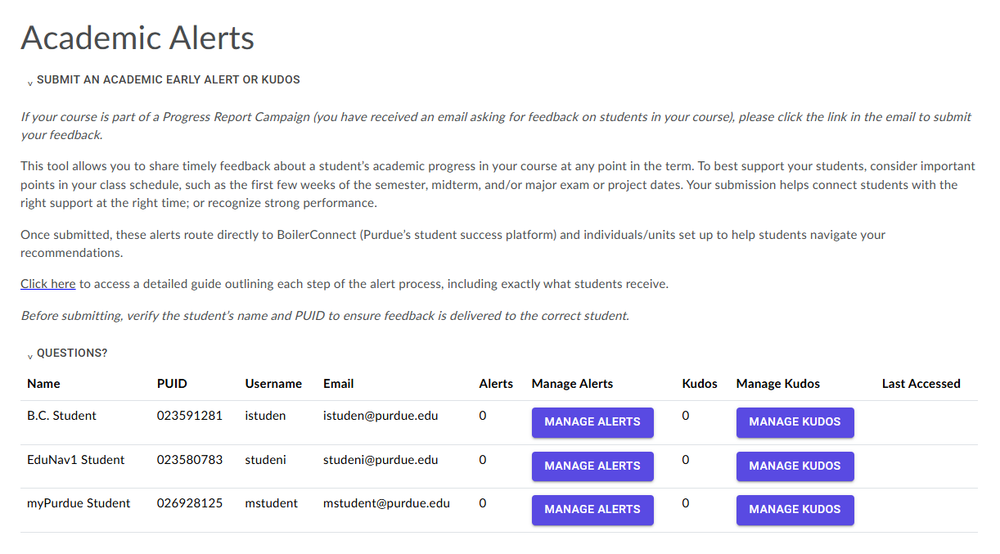 Academic Alerts
v SUBMIT AN ACADEMIC EARLY ALERT OR KUDOS
If your course is part of a Progress Report Campaign (you have received an email asking for feedback on students in your course), please click the link in the email to submit
your feedback.
This tool allows you to share timely feedback about a student’s academic progress in your course at any point in the term. To best support your students, consider important
points in your class schedule, such as the first few weeks of the semester, midterm, and/or major exam or project dates. Your submission helps connect students with the
right support at the right time; or recognize strong performance.
Once submitted, these alerts route directly to BoilerConnect (Purdue’s student success platform) and individuals/units set up to help students navigate your
recommendations.
Click here to access a detailed guide outlining each step of the alert process, including exactly what students receive.
Before submitting, verify the student’s name and PUID to ensure feedback is delivered to the correct student.
v QUESTIONS?
Name PUID Username Email Alerts Manage Alerts Kudos Manage Kudos Last Accessed
B.C. Student 023591281 istuden istuden@purdue.edu 0 MANAGE ALERTS 0 MANAGE KUDOS
EduNav1 Student 023580783 studeni studeni@purdue.edu 0 MANAGE ALERTS 0 MANAGE KUDOS
myPurdue Student 026928125 mstudent mstudent@purdue.edu 0 MANAGE ALERTS 0 MANAGE KUDOS